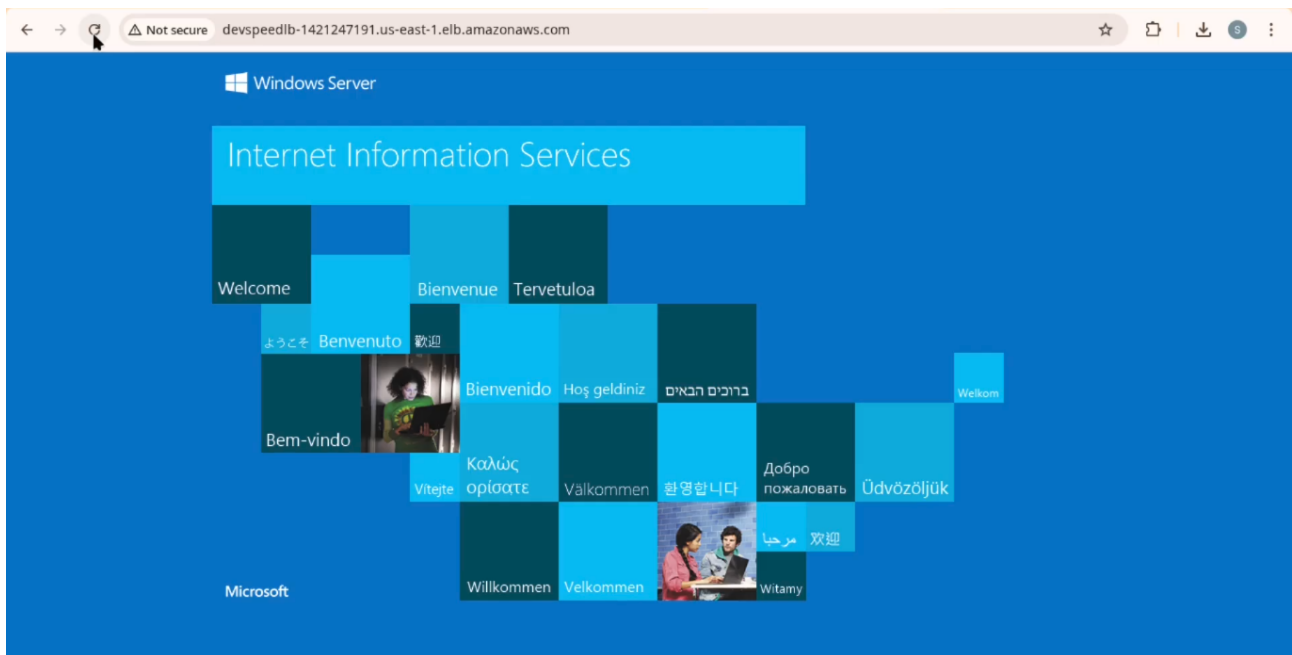 Not secure
devspeedlb-1421247191.us-east-1.elb.amazonaws.com
S
Windows Server
Internet Information Services
Welcome
Bienvenue
Tervetuloa
ようこそ
Benvenuto
歡迎
Bienvenido
Hoş geldiniz
ברוכים הבאים
Welkom
Bem-vindo
Vítejte
Καλώς
ορίσατε
Välkommen
환영합니다
Добро
пожаловать
Üdvözöljük
مرحبا
欢迎
Microsoft
Willkommen
Velkommen
Witamy